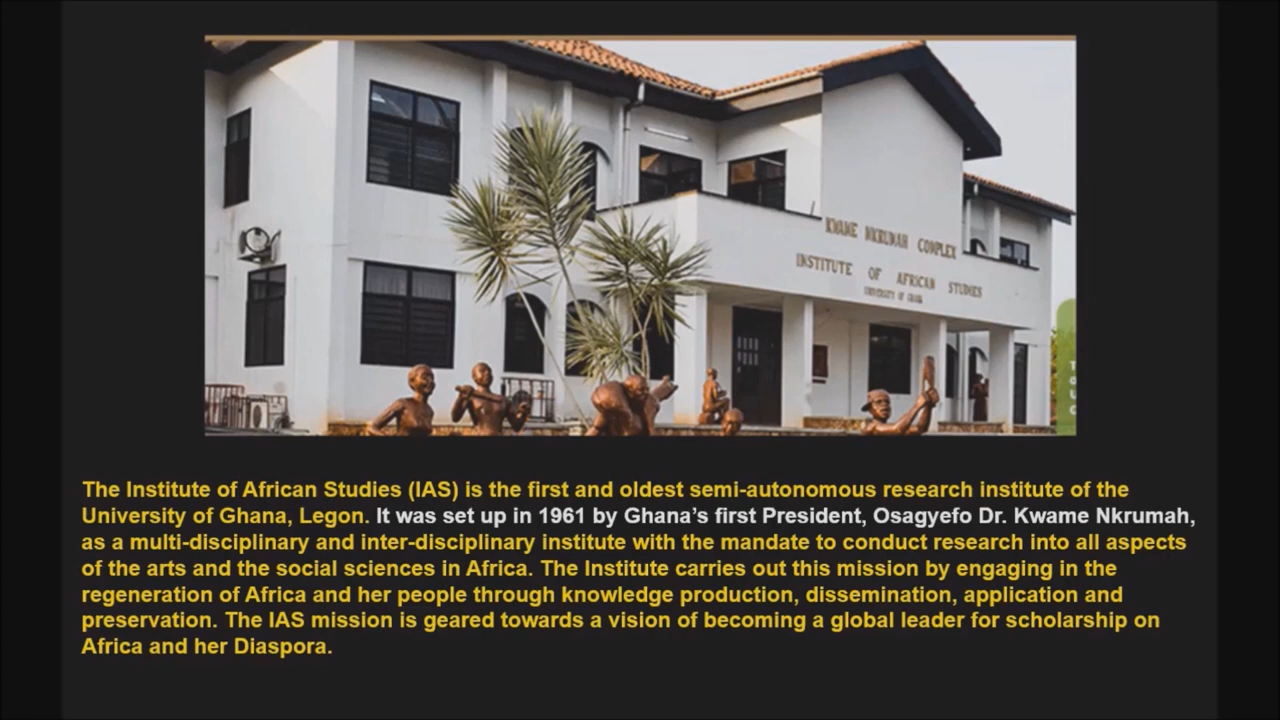 KWAME NKRUMAH COMPLEX
INSTITUTE OF AFRICAN STUDIES
UNIVERSITY OF GHANA
The Institute of African Studies (IAS) is the first and oldest semi-autonomous research institute of the
University of Ghana, Legon. It was set up in 1961 by Ghana’s first President, Osagyefo Dr. Kwame Nkrumah,
as a multi-disciplinary and inter-disciplinary institute with the mandate to conduct research into all aspects
of the arts and the social sciences in Africa. The Institute carries out this mission by engaging in the
regeneration of Africa and her people through knowledge production, dissemination, application and
preservation. The IAS mission is geared towards a vision of becoming a global leader for scholarship on
Africa and her Diaspora.